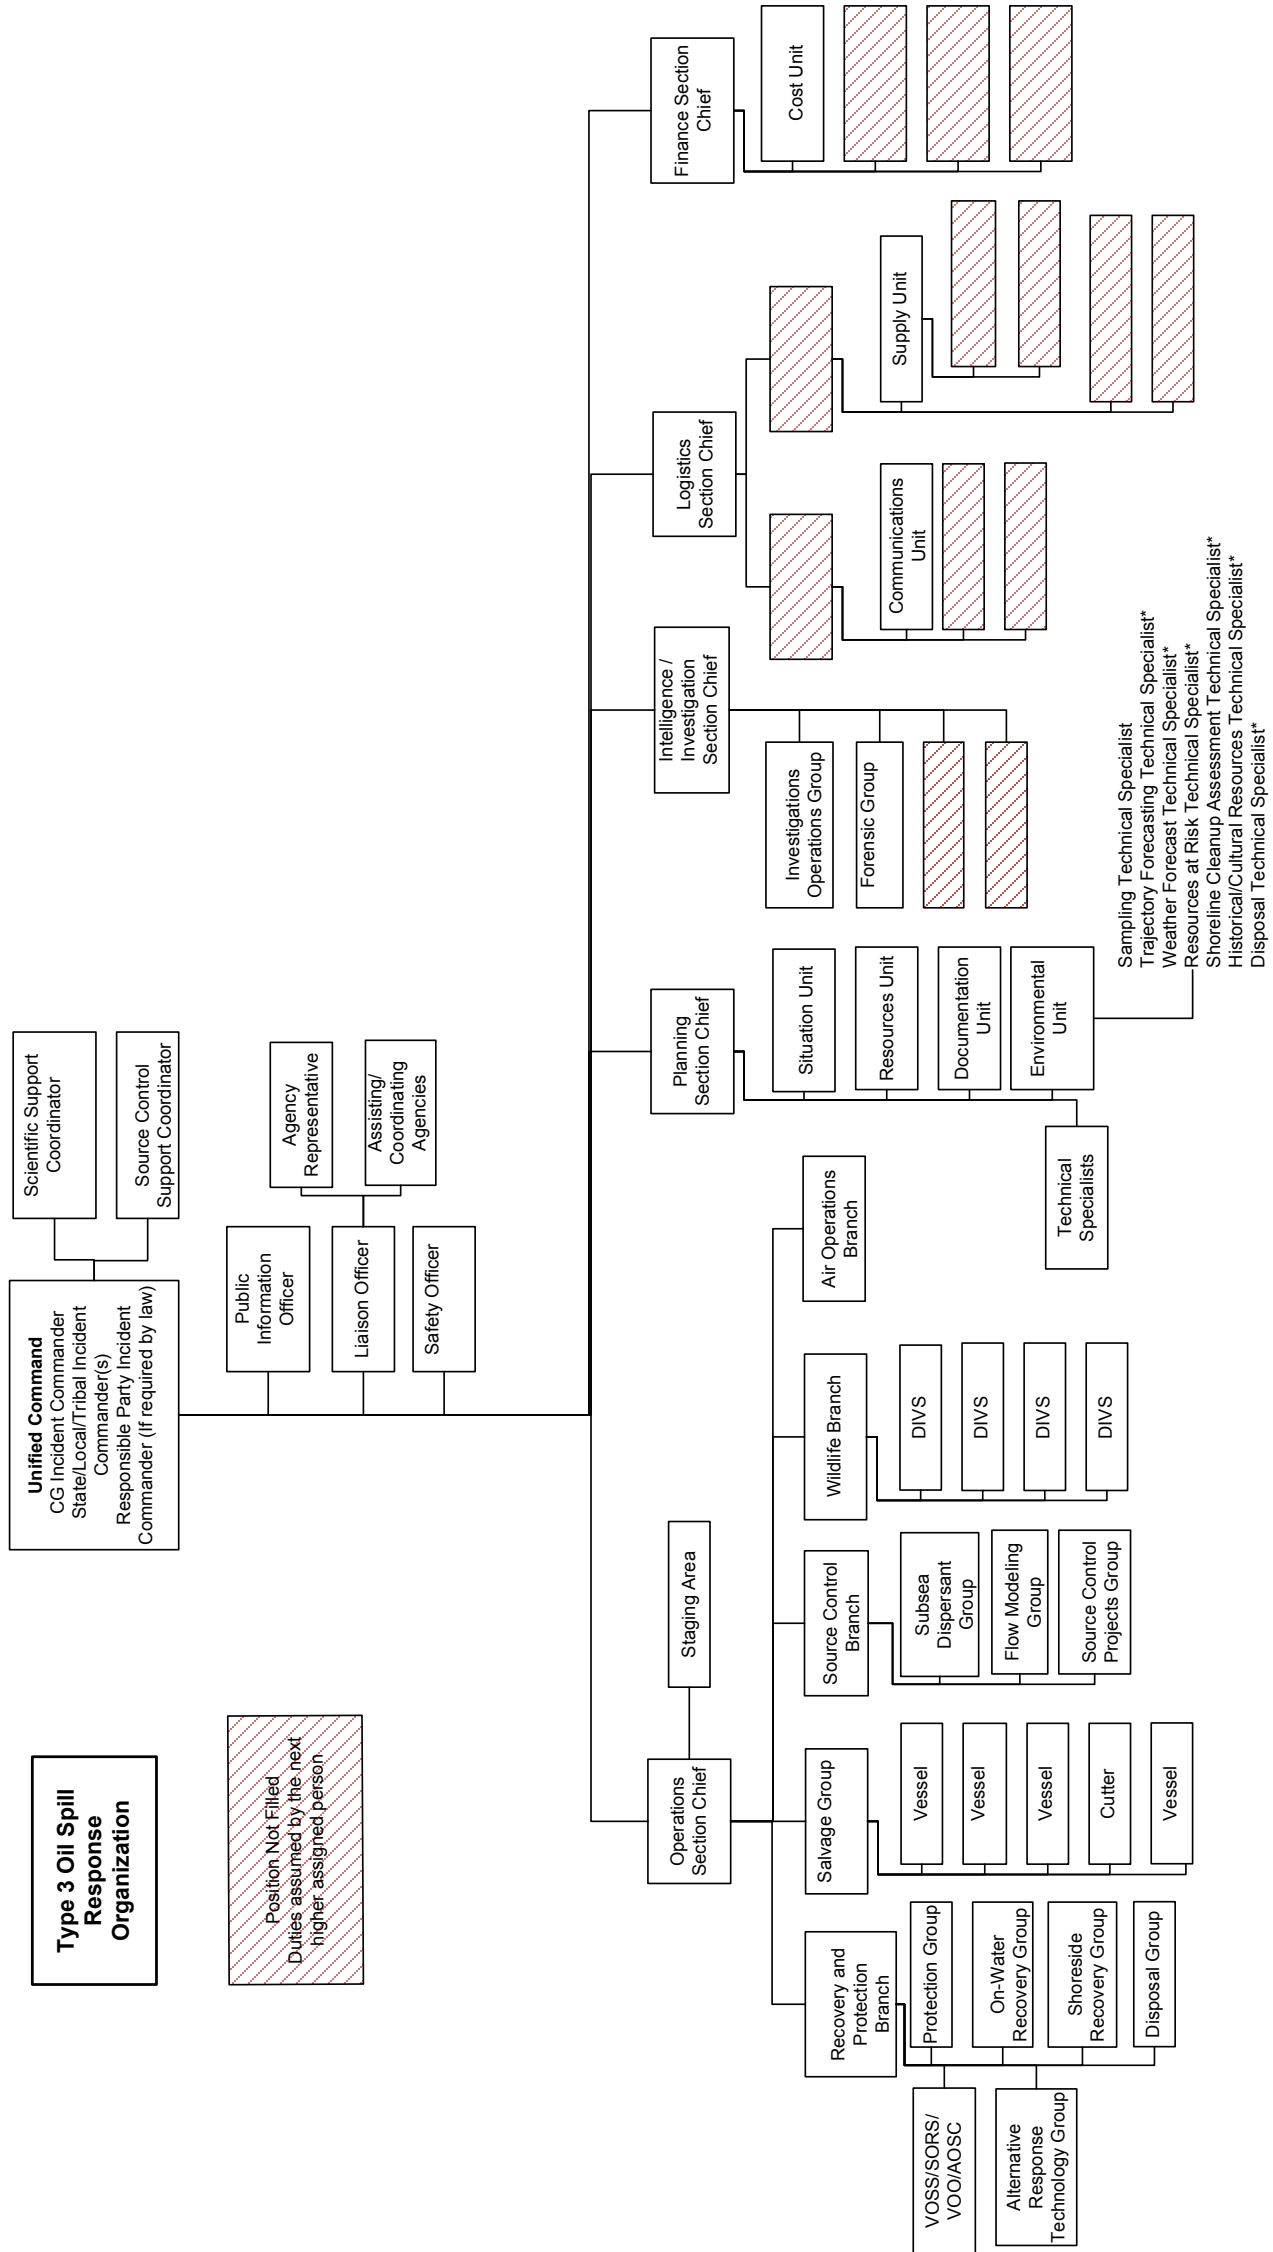 Type 3 Oil Spill
Response
Organization
Position Not Filled
Duties assumed by the next
higher assigned person
Unified Command
CG Incident Commander
State/Local/Tribal Incident
Commander(s)
Responsible Party Incident
Commander (If required by law)
Scientific Support
Coordinator
Source Control
Support Coordinator
Public
Information
Officer
Liaison Officer
Safety Officer
Agency
Representative
Assisting/
Coordinating
Agencies
Operations
Section Chief
Staging Area
Recovery and
Protection
Branch
Protection Group
On-Water
Recovery Group
Shoreside
Recovery Group
Disposal Group
VOSS/SORS/
VOO/AOSC
Alternative
Response
Technology Group
Salvage Group
Vessel
Vessel
Vessel
Cutter
Vessel
Source Control
Branch
Subsea
Dispersant
Group
Flow Modeling
Group
Source Control
Projects Group
Wildlife Branch
DIVS
DIVS
DIVS
DIVS
Air Operations
Branch
Planning
Section Chief
Situation Unit
Resources Unit
Documentation
Unit
Environmental
Unit
Technical
Specialists
Sampling Technical Specialist
Trajectory Forecasting Technical Specialist*
Weather Forecast Technical Specialist*
Resources at Risk Technical Specialist*
Shoreline Cleanup Assessment Technical Specialist*
Historical/Cultural Resources Technical Specialist*
Disposal Technical Specialist*
Intelligence /
Investigation
Section Chief
Investigations
Operations Group
Forensic Group
Logistics
Section Chief
Communications
Unit
Supply Unit
Finance Section
Chief
Cost Unit